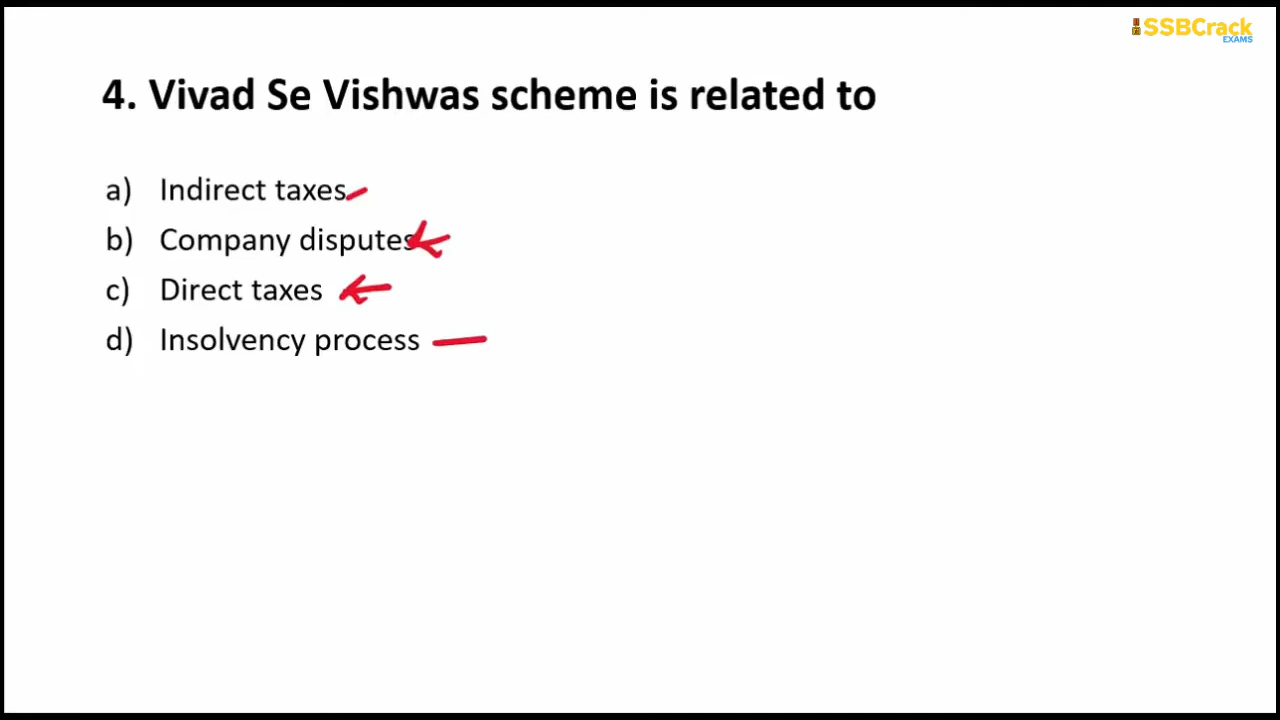 SSBCrack
EXAMS
4. Vivad Se Vishwas scheme is related to
a) Indirect taxes
b) Company disputes
c) Direct taxes
d) Insolvency process